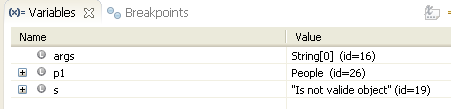 (x)= Variables Breakpoints
Name Value
args String[0] (id=16)
p1 People (id=26)
s "Is not valide object" (id=19)